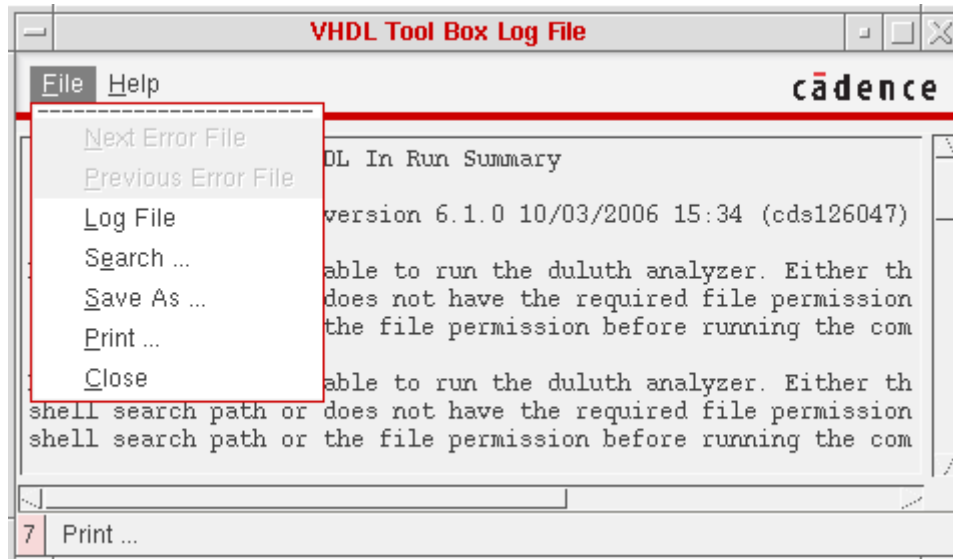 VHDL Tool Box Log File
File Help
cādence
Next Error File
Previous Error File
Log File
Search ...
Save As ...
Print ...
Close
DL In Run Summary
version 6.1.0 10/03/2006 15:34 (cds126047)
able to run the duluth analyzer. Either th
does not have the required file permission
the file permission before running the com
able to run the duluth analyzer. Either th
shell search path or does not have the required file permission
shell search path or the file permission before running the com
7 Print ...